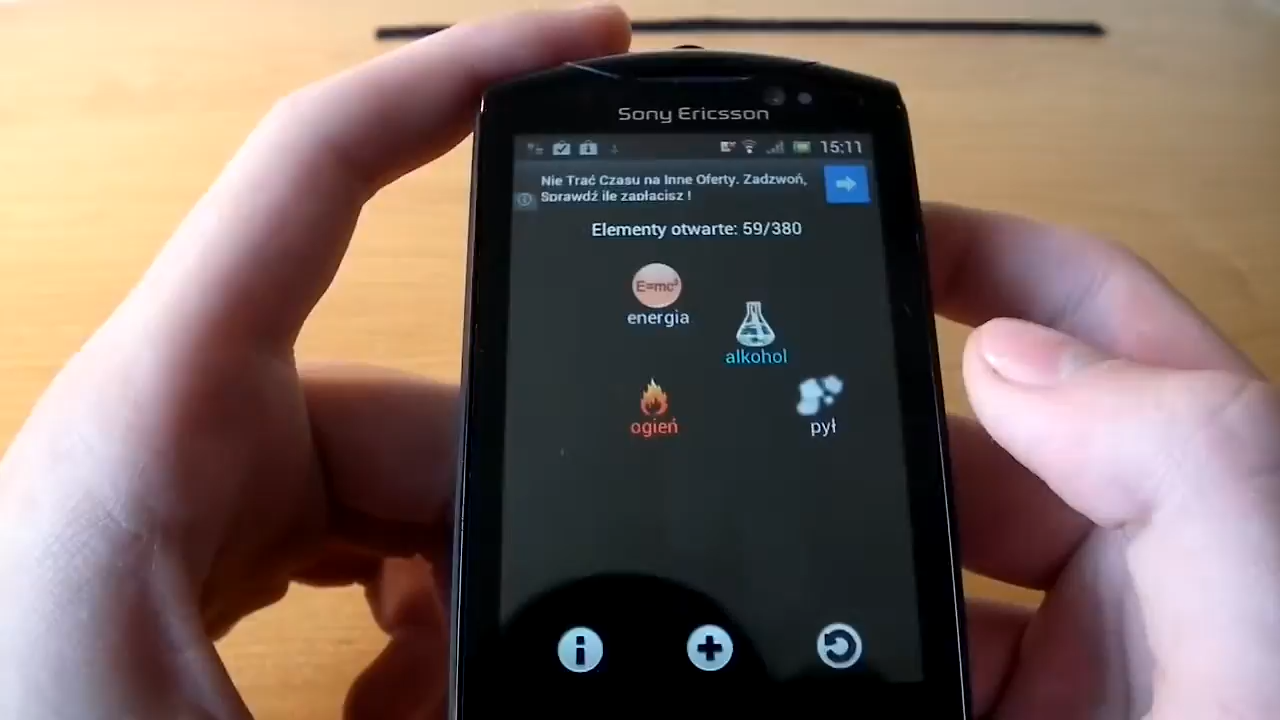 Sony Ericsson
15:11
Nie Trać Czasu na Inne Oferty. Zadzwoń,
Sprawdź ile zapłacisz !
Elementy otwarte: 59/380
E=mc²
energia
alkohol
ogień
pył